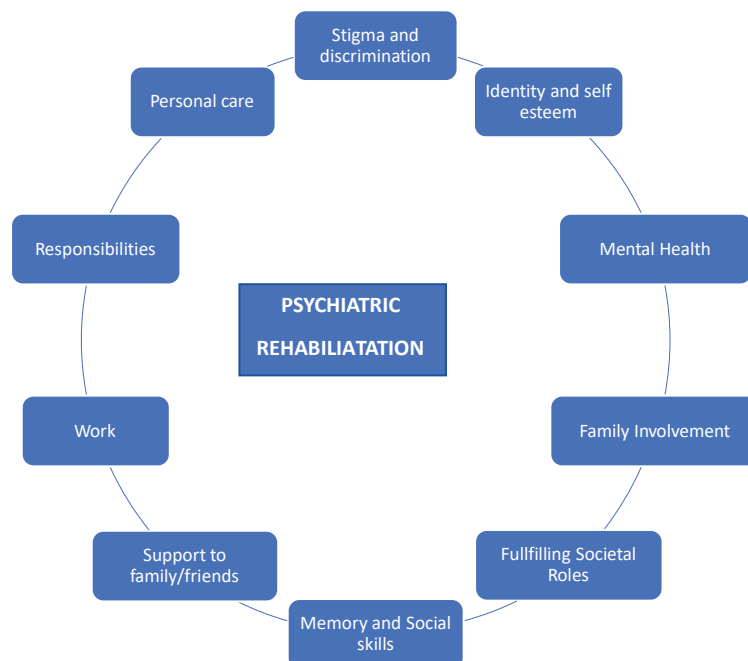 Stigma and
discrimination
Identity and self
esteem
Mental Health
Family Involvement
Fullfilling Societal
Roles
Memory and Social
skills
Support to
family/friends
Work
Responsibilities
Personal care
PSYCHIATRIC
REHABILIATATION